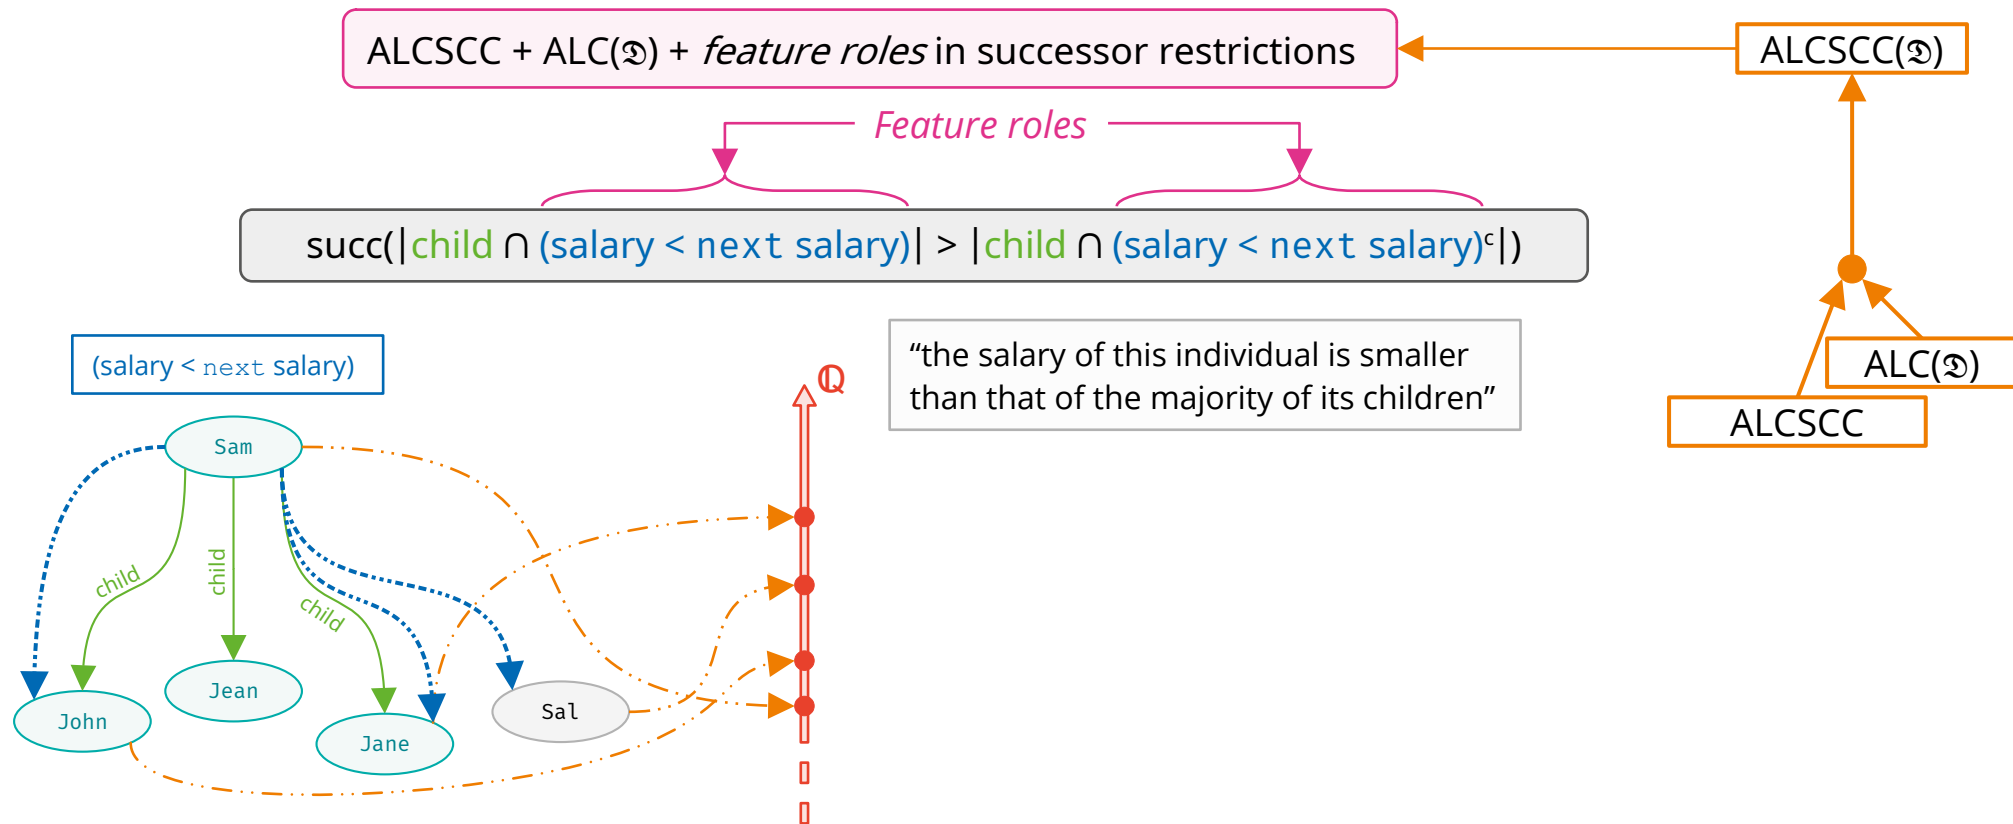 ALCSCC + ALC(𝔇) + feature roles in successor restrictions
ALCSCC(𝔇)
Feature roles
succ(|child ∩ (salary < next salary)| > |child ∩ (salary < next salary)ᶜ|)
(salary < next salary)
“the salary of this individual is smaller
than that of the majority of its children”
ℚ
ALC(𝔇)
ALCSCC
Sam
child
child
child
John
Jean
Jane
Sal